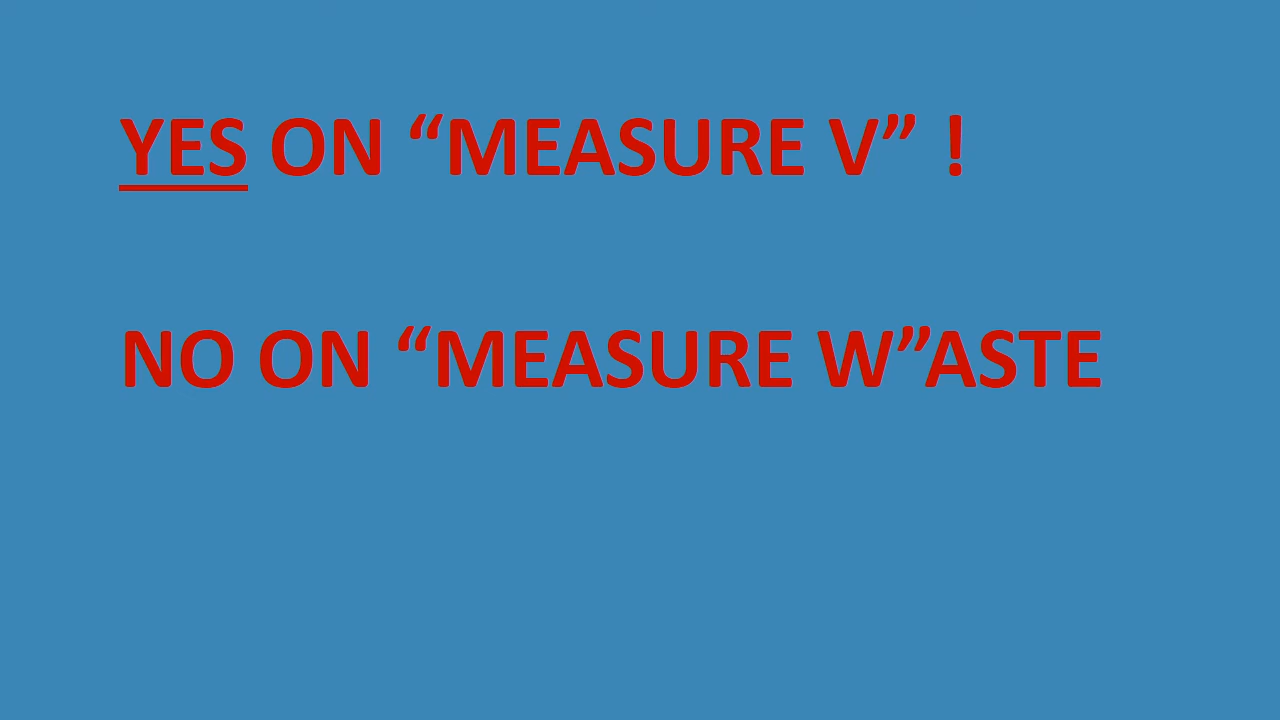 YES ON “MEASURE V” !
NO ON “MEASURE W”ASTE